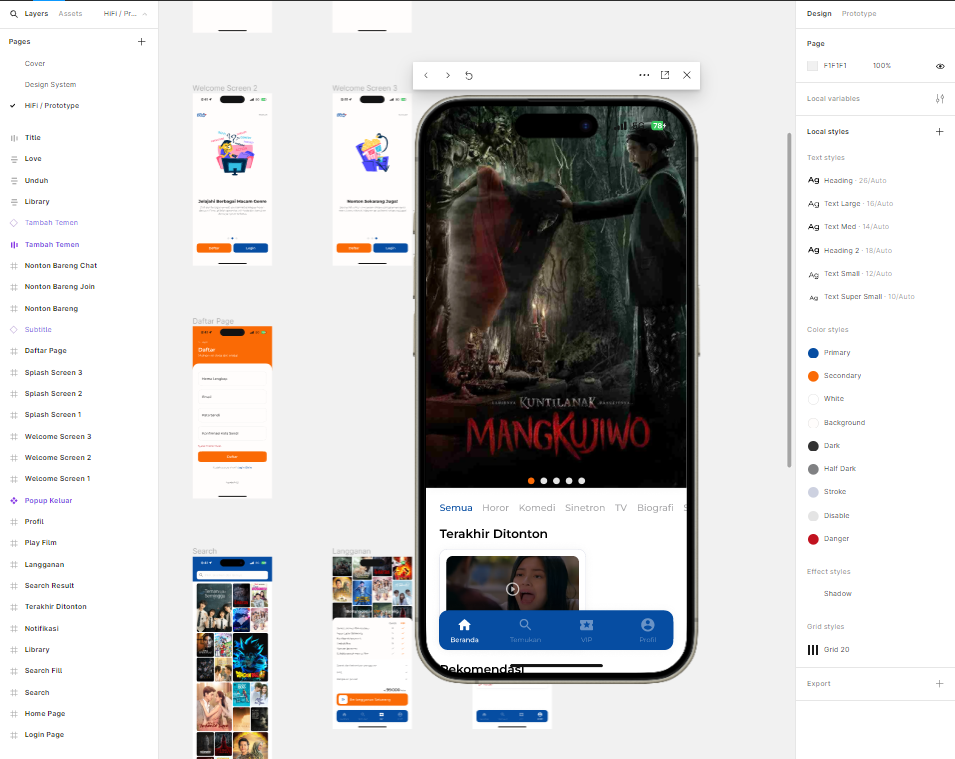 Layers
Assets
HiFi / Pr...
Pages
Cover
Design System
HiFi / Prototype
Title
Love
Unduh
Library
Tambah Temen
Tambah Temen
Nonton Bareng Chat
Nonton Bareng Join
Nonton Bareng
Subtitle
Daftar Page
Splash Screen 3
Splash Screen 2
Splash Screen 1
Welcome Screen 3
Welcome Screen 2
Welcome Screen 1
Popup Keluar
Profil
Play Film
Langganan
Search Result
Terakhir Ditonton
Notifikasi
Library
Search Fill
Search
Home Page
Login Page
Welcome Screen 2
Jelajahi Berbagai Macam Genre
Daftar
Login
Welcome Screen 3
Nonton Sekarang Juga!
Daftar
Login
Daftar Page
Daftar
Nama Lengkap
Email
Kata Sandi
Konfirmasi Kata Sandi
Daftar
Search
Langganan
78
KUNTILANAK
MANGKUJIWO
Semua Horor Komedi Sinetron TV Biografi S
Terakhir Ditonton
Beranda
Temukan
VIP
Profil
Rekomendasi
Design
Prototype
Page
F1F1F1
100%
Local variables
Local styles
Text styles
Ag Heading · 26/Auto
Ag Text Large · 16/Auto
Ag Text Med · 14/Auto
Ag Heading 2 · 18/Auto
Ag Text Small · 12/Auto
Ag Text Super Small · 10/Auto
Color styles
Primary
Secondary
White
Background
Dark
Half Dark
Stroke
Disable
Danger
Effect styles
Shadow
Grid styles
Grid 20
Export